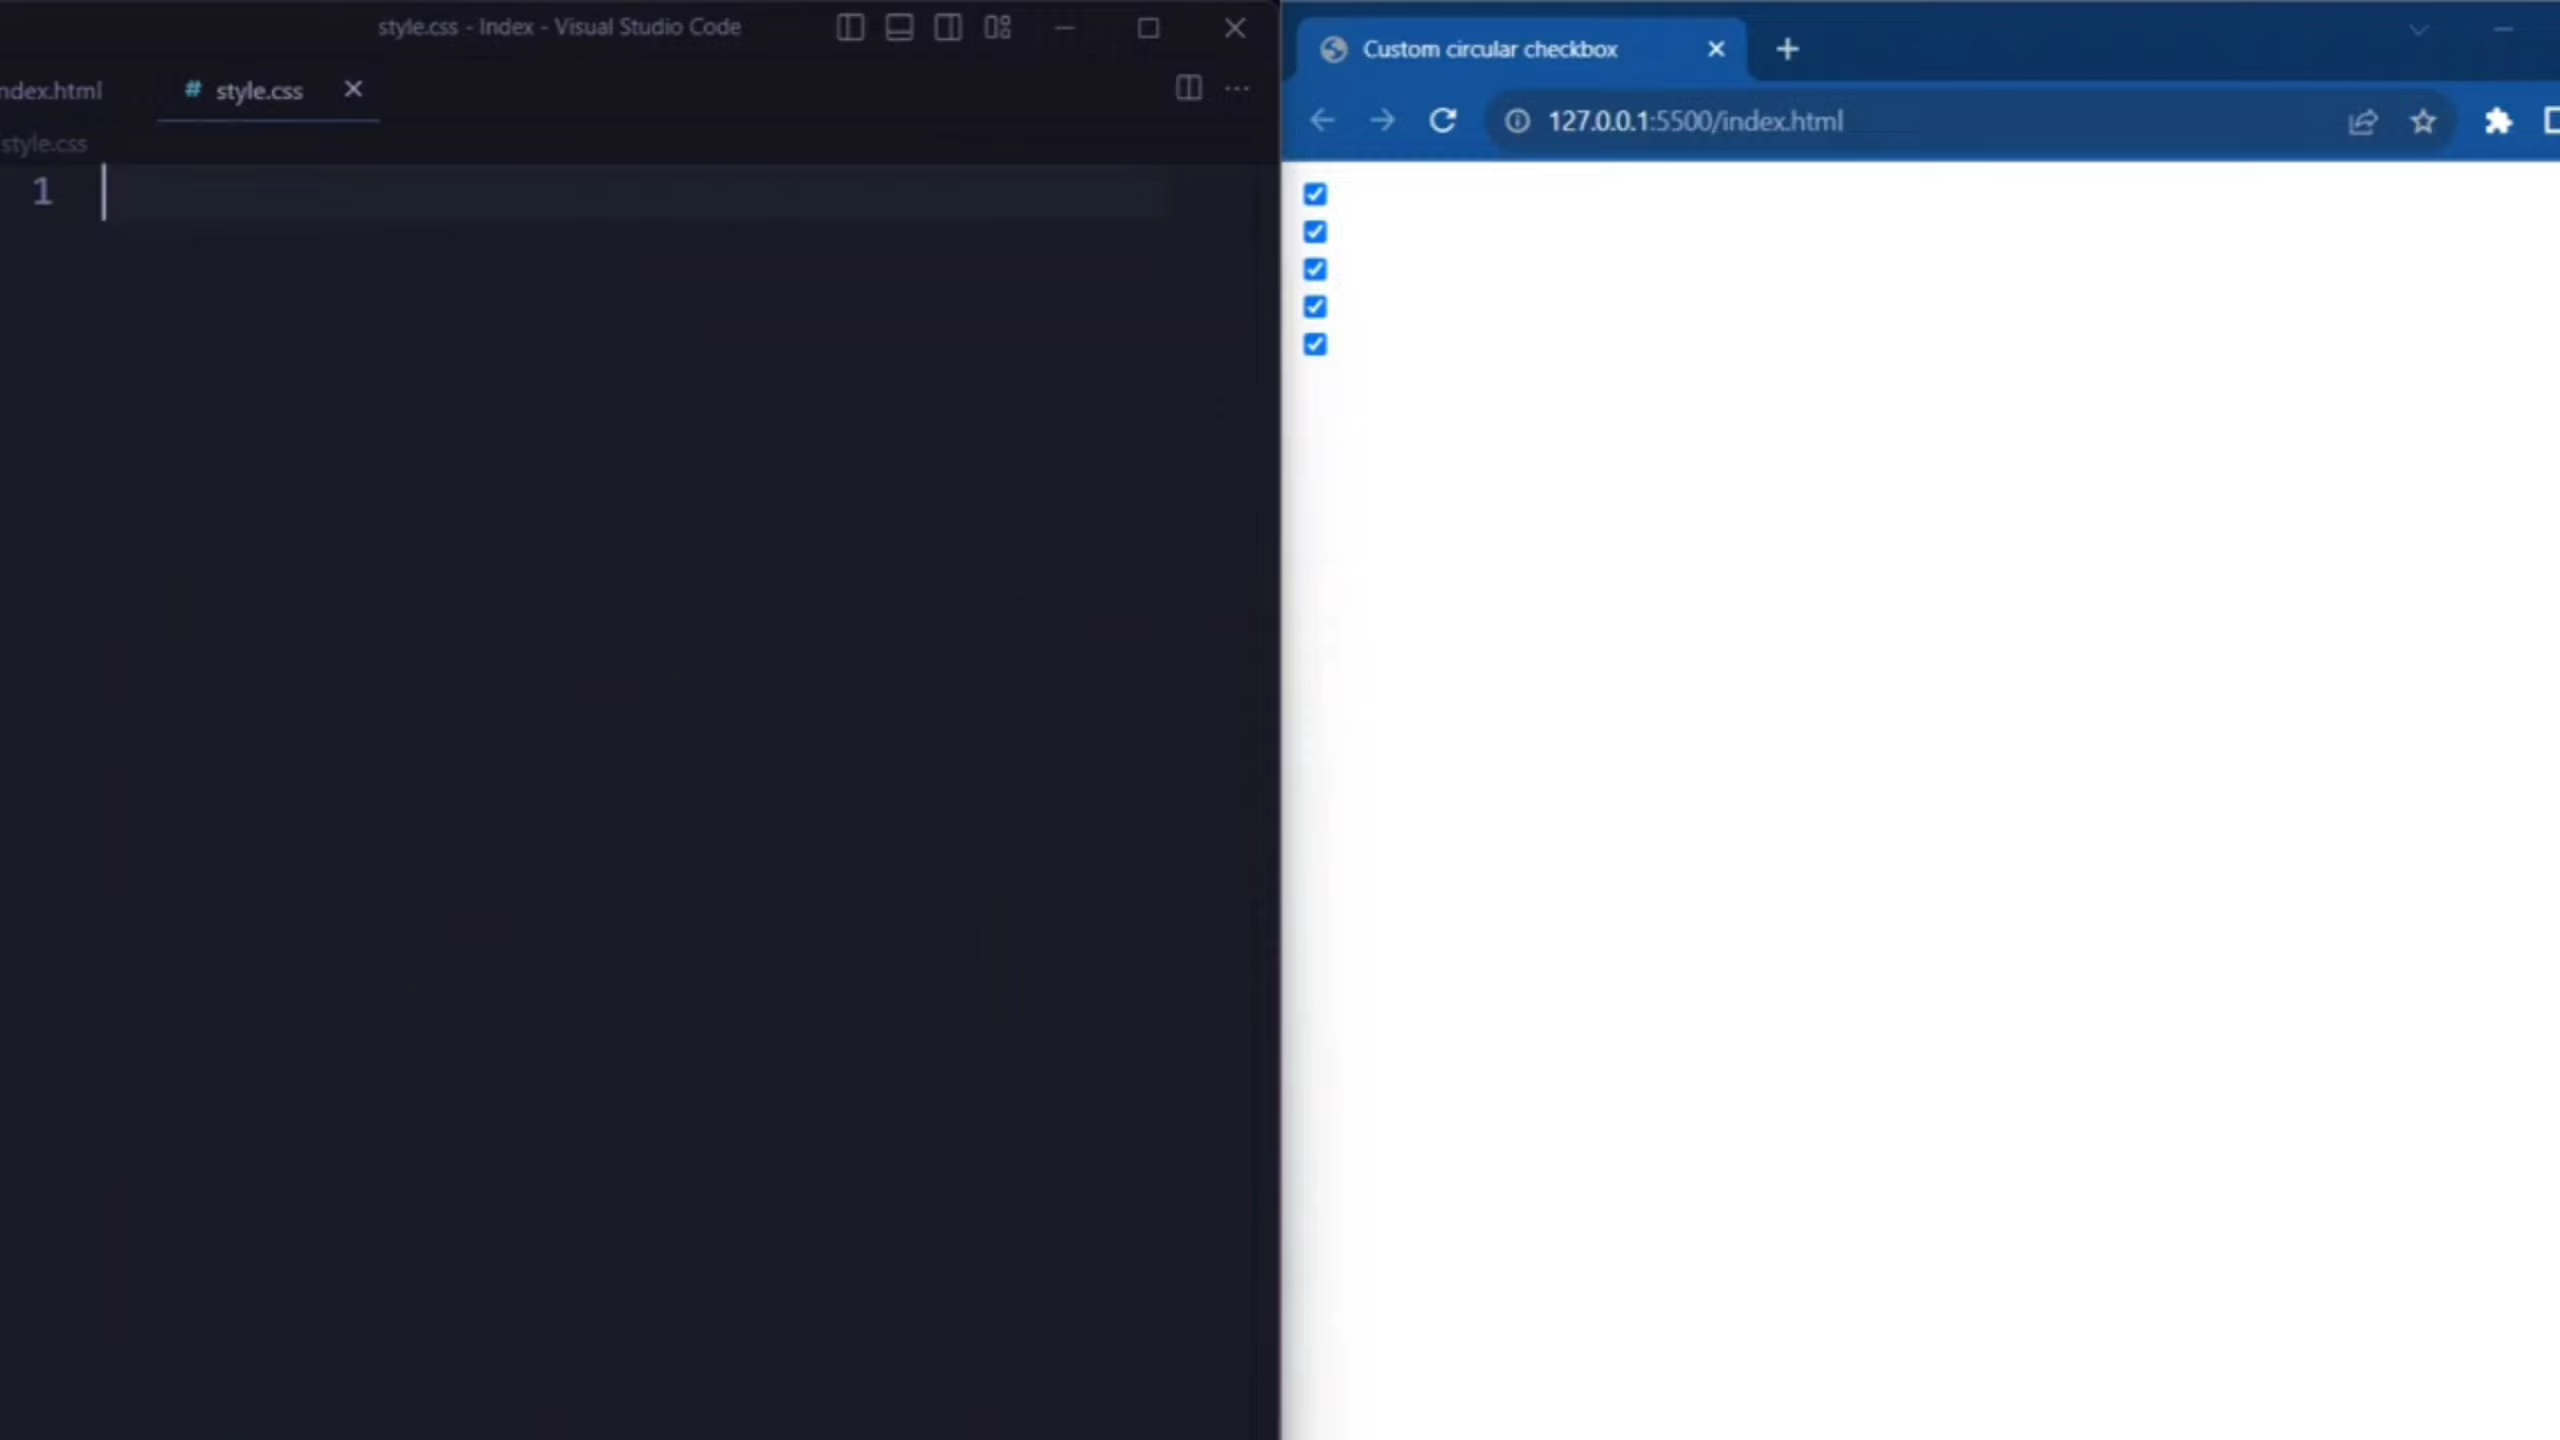 style.css - Index - Visual Studio Code
ndex.html
# style.css
style.css
1
Custom circular checkbox
127.0.0.1:5500/index.html